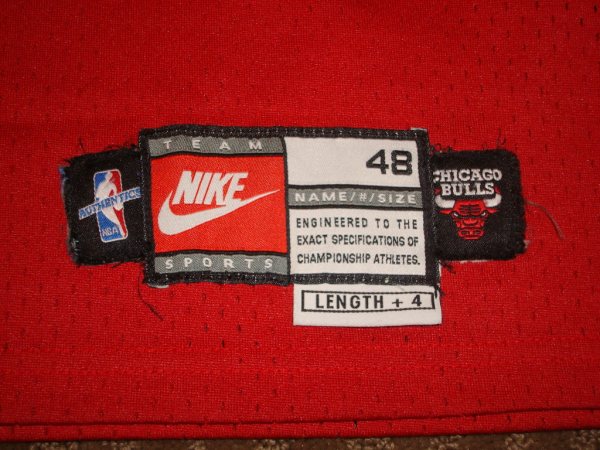 TEAM
NIKE
SPORTS
48
NAME/#/SIZE
ENGINEERED TO THE
EXACT SPECIFICATIONS OF
CHAMPIONSHIP ATHLETES.
LENGTH + 4
AUTHENTICS
NBA
CHICAGO
BULLS